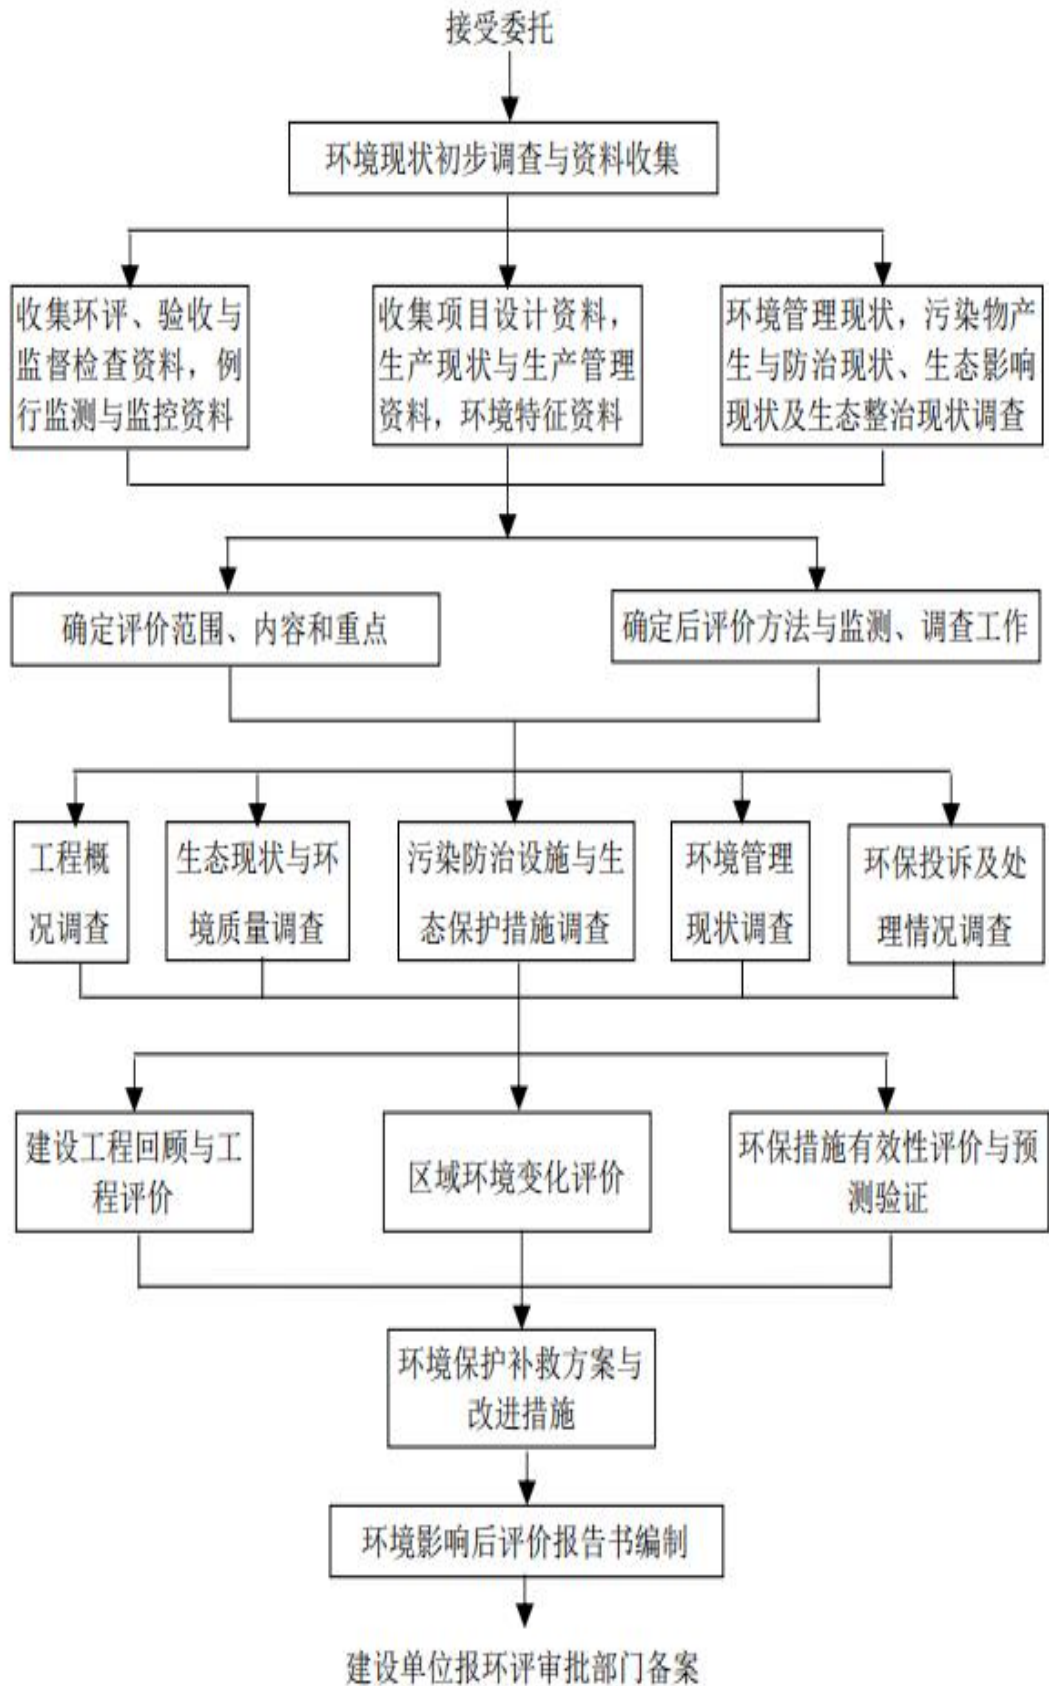 接受委托
环境现状初步调查与资料收集
收集环评、验收与
监督检查资料，例
行监测与监控资料
收集项目设计资料，
生产现状与生产管理
资料，环境特征资料
环境管理现状，污染物产
生与防治现状、生态影响
现状及生态整治现状调查
确定评价范围、内容和重点
确定后评价方法与监测、调查工作
工程概
况调查
生态现状与环
境质量调查
污染防治设施与生
态保护措施调查
环境管理
现状调查
环保投诉及处
理情况调查
建设工程回顾与工
程评价
区域环境变化评价
环保措施有效性评价与预
测验证
环境保护补救方案与
改进措施
环境影响后评价报告书编制
建设单位报环评审批部门备案